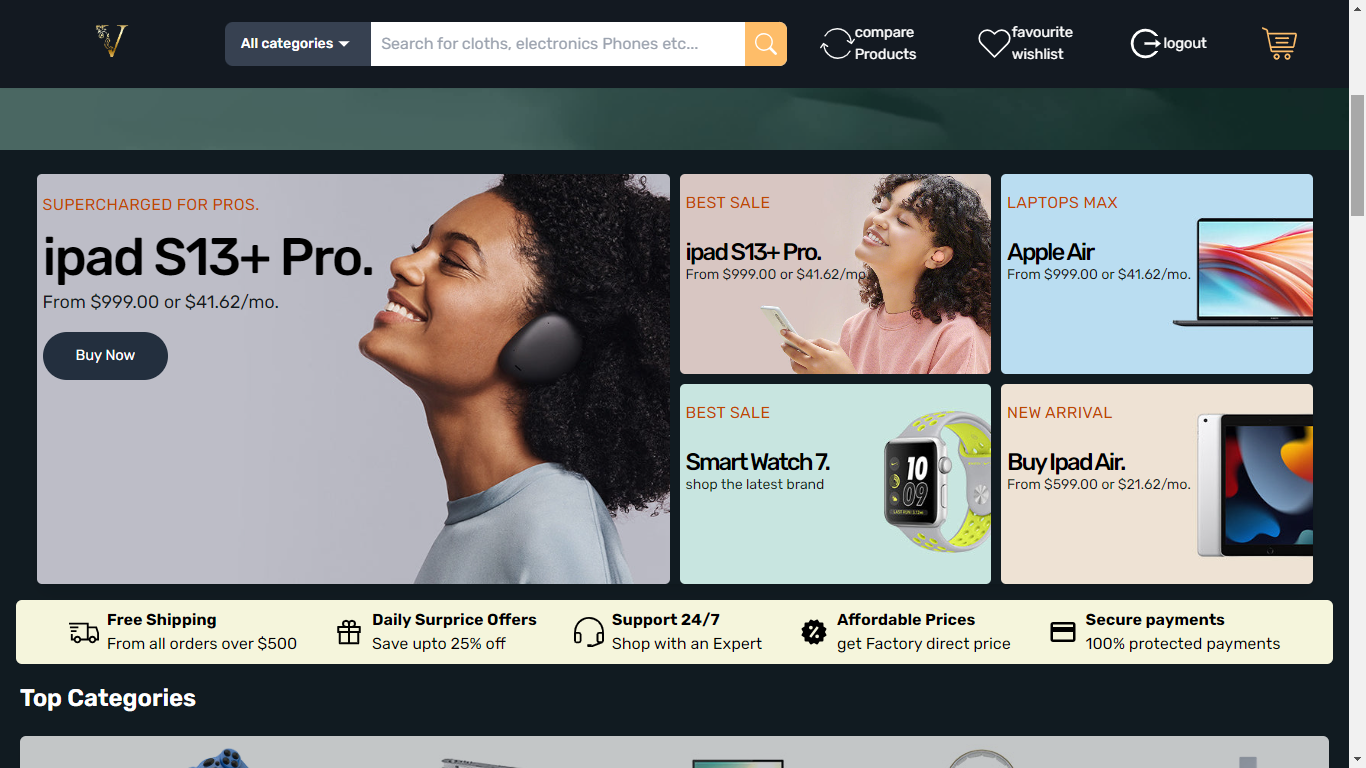 V
All categories
Search for cloths, electronics Phones etc...
compare
Products
favourite
wishlist
logout
SUPERCHARGED FOR PROS.
ipad S13+ Pro.
From $999.00 or $41.62/mo.
Buy Now
BEST SALE
ipad S13+ Pro.
From $999.00 or $41.62/mo.
LAPTOPS MAX
Apple Air
From $999.00 or $41.62/mo.
BEST SALE
Smart Watch 7.
shop the latest brand
10
09
NEW ARRIVAL
Buy Ipad Air.
From $599.00 or $21.62/mo.
Free Shipping
From all orders over $500
Daily Surprice Offers
Save upto 25% off
Support 24/7
Shop with an Expert
Affordable Prices
get Factory direct price
Secure payments
100% protected payments
Top Categories